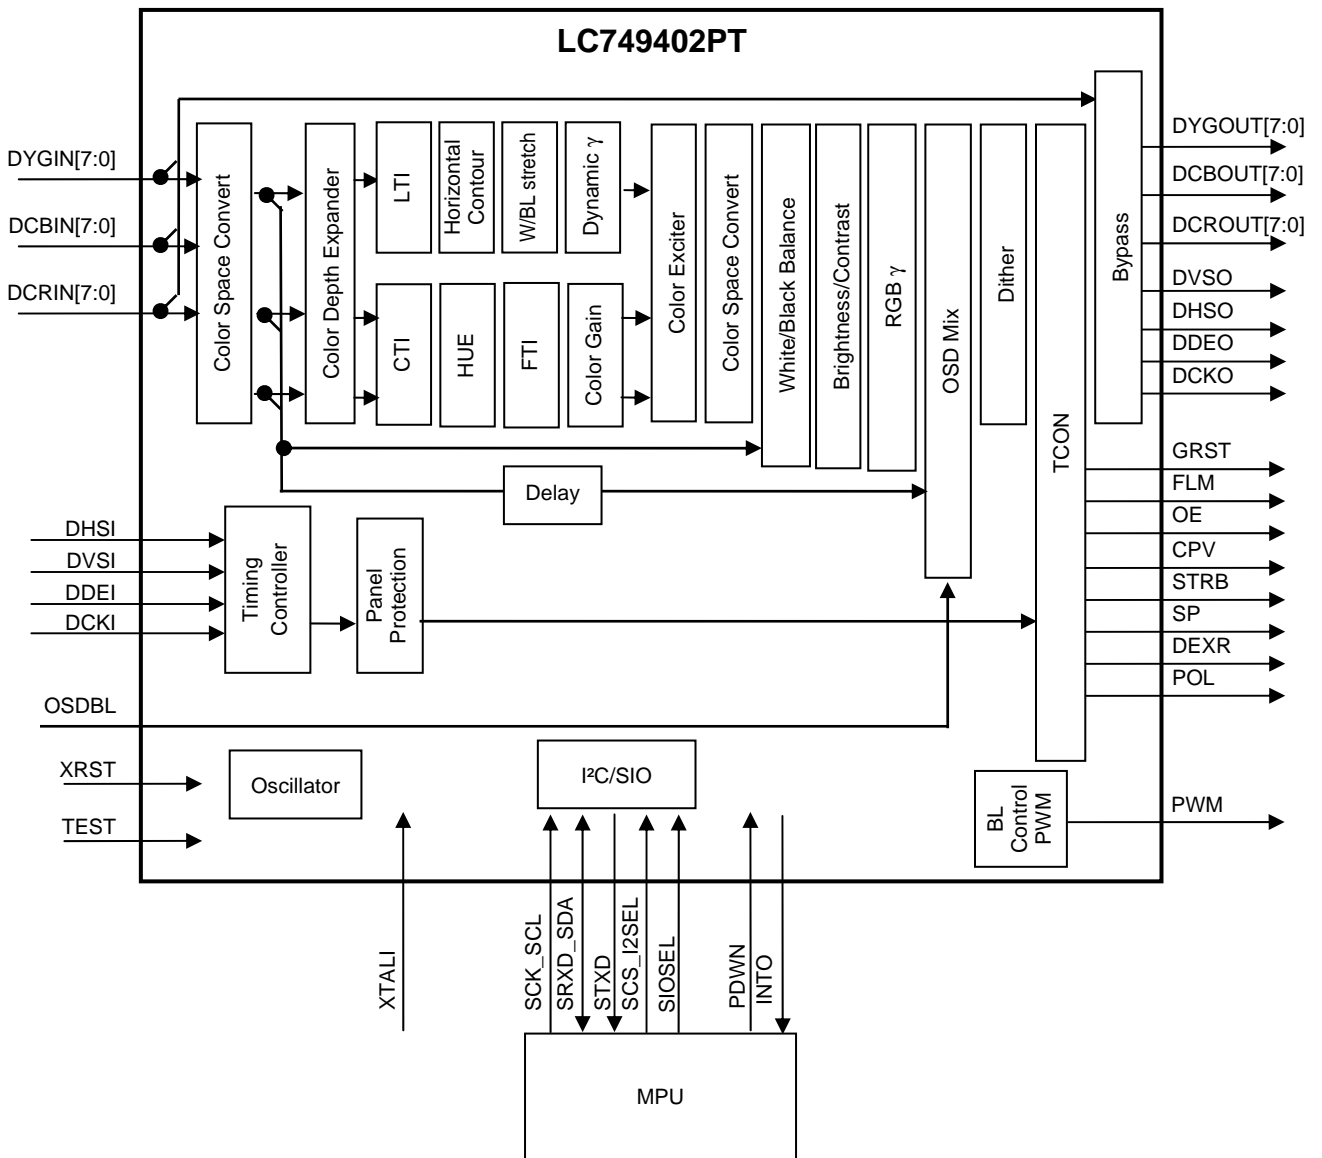 LC749402PT
DYGIN[7:0]
DCBIN[7:0]
DCRIN[7:0]
Color Space Convert
Color Depth Expander
LTI
Horizontal
Contour
W/BL stretch
Dynamic γ
CTI
HUE
FTI
Color Gain
Color Exciter
Color Space Convert
White/Black Balance
Brightness/Contrast
RGB γ
OSD Mix
Dither
TCON
Bypass
DYGOUT[7:0]
DCBOUT[7:0]
DCROUT[7:0]
DVSO
DHSO
DDEO
DCKO
GRST
FLM
OE
CPV
STRB
SP
DEXR
POL
Delay
DHSI
DVSI
DDEI
DCKI
Timing
Controller
Panel
Protection
OSDBL
XRST
TEST
Oscillator
I²C/SIO
BL
Control
PWM
PWM
XTALI
SCK_SCL
SRXD_SDA
STXD
SCS_I2SEL
SIOSEL
PDWN
INTO
MPU